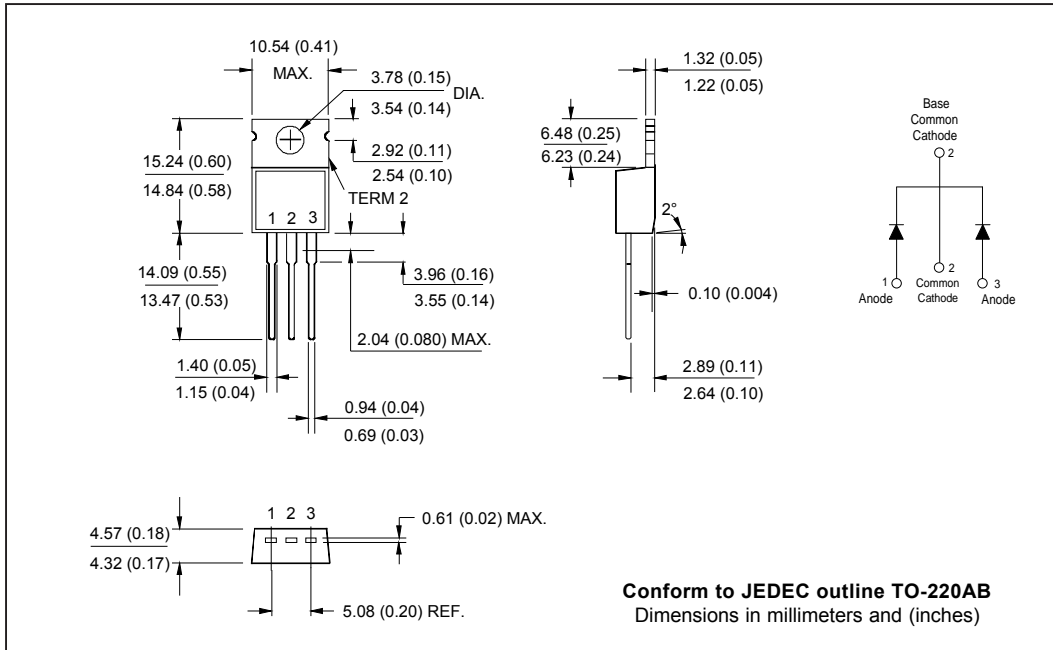 10.54 (0.41)
MAX.
3.78 (0.15)
3.54 (0.14)
DIA.
15.24 (0.60)
14.84 (0.58)
2.92 (0.11)
2.54 (0.10)
TERM 2
1 2 3
14.09 (0.55)
13.47 (0.53)
3.96 (0.16)
3.55 (0.14)
2.04 (0.080) MAX.
1.40 (0.05)
1.15 (0.04)
0.94 (0.04)
0.69 (0.03)
1.32 (0.05)
1.22 (0.05)
6.48 (0.25)
6.23 (0.24)
2°
0.10 (0.004)
2.89 (0.11)
2.64 (0.10)
Base
Common
Cathode
2
1
Anode
2
Common
Cathode
3
Anode
1 2 3
4.57 (0.18)
4.32 (0.17)
0.61 (0.02) MAX.
5.08 (0.20) REF.
Conform to JEDEC outline TO-220AB
Dimensions in millimeters and (inches)